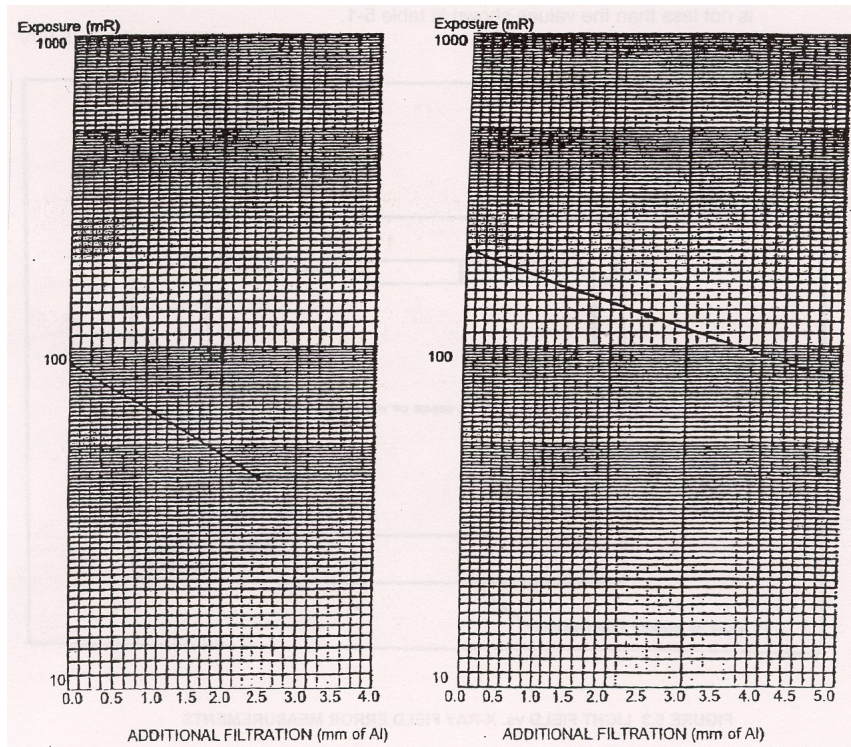 is not less than the values shown in table 5-1.
Exposure (mR)
1000
100
10
0.0 0.5 1.0 1.5 2.0 2.5 3.0 3.5 4.0
ADDITIONAL FILTRATION (mm of Al)
Exposure (mR)
1000
100
10
0.0 0.5 1.0 1.5 2.0 2.5 3.0 3.5 4.0 4.5 5.0
ADDITIONAL FILTRATION (mm of Al)
FIGURE LIGHT FIELD vs. X-RAY FIELD ERROR MEASUREMENTS